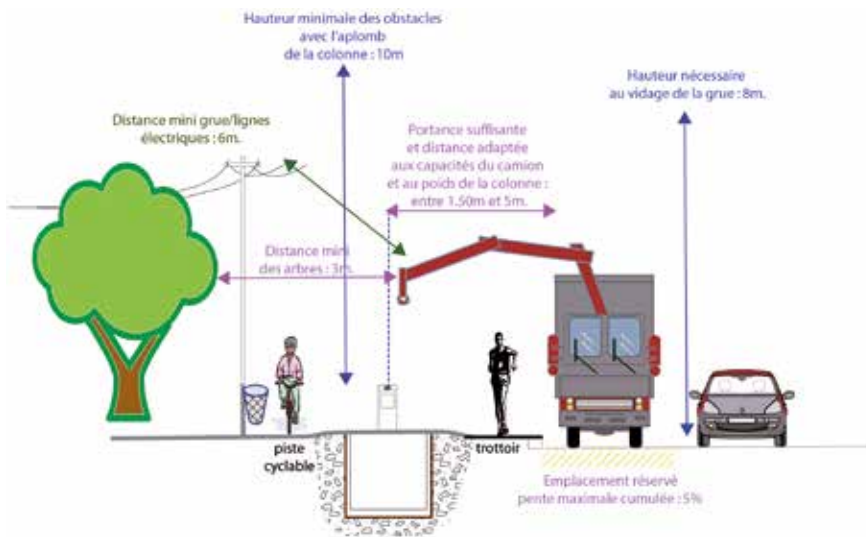 Hauteur minimale des obstacles
avec l'aplomb
de la colonne : 10m
Hauteur nécessaire
au vidage de la grue : 8m.
Distance mini grue/lignes
électriques : 6m.
Portance suffisante
et distance adaptée
aux capacités du camion
et au poids de la colonne :
entre 1.50m et 5m.
Distance mini
des arbres : 3m.
piste
cyclable
trottoir
Emplacement réservé
pente maximale cumulée : 5%